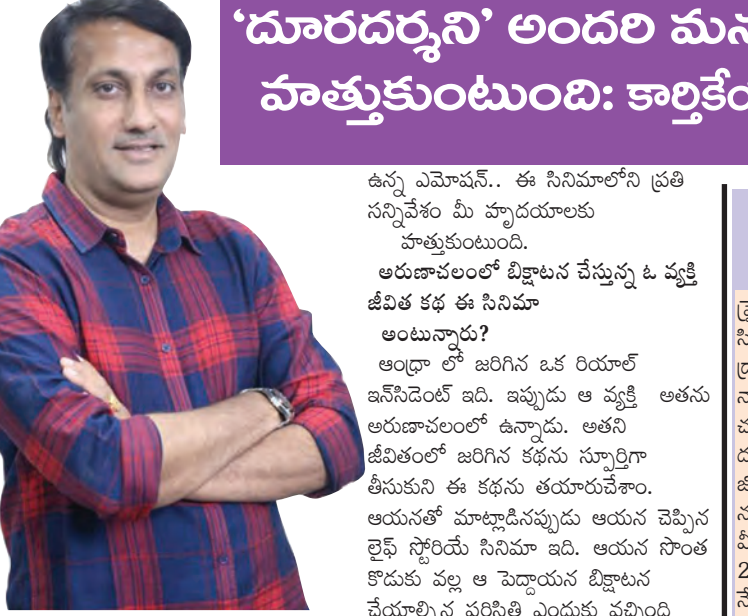 ‘దూరదర్శని’ అందరి
హత్తుకుంటుంది:
ఉన్న ఎమోషన్.. ఈ సినిమాలోని ప్రతి
సన్నివేశం మీ హృదయాలకు
హత్తుకుంటుంది.
అరుణాచలంలో బిక్షాటన చేస్తున్న ఓ వ్యక్తి
జీవిత కథ ఈ సినిమా
అంటున్నారు?
ఆంధ్రా లో జరిగిన ఒక రియాల్
ఇన్‌సిడెంట్ ఇది. ఇప్పుడు ఆ వ్యక్తి అతను
అరుణాచలంలో ఉన్నాడు. అతని
జీవితంలో జరిగిన కథను స్ఫూర్తిగా
తీసుకుని ఈ కథను తయారుచేశాం.
ఆయనతో మాట్లాడినప్పుడు ఆయన చెప్పిన
లైఫ్ స్టోరియే సినిమా ఇది. ఆయన సొంత
కొడుకు వల్ల ఆ పెద్దాయన బిక్షాటన
చేయాల్సిన పరిస్థితి ఎందుకు వచ్చింది